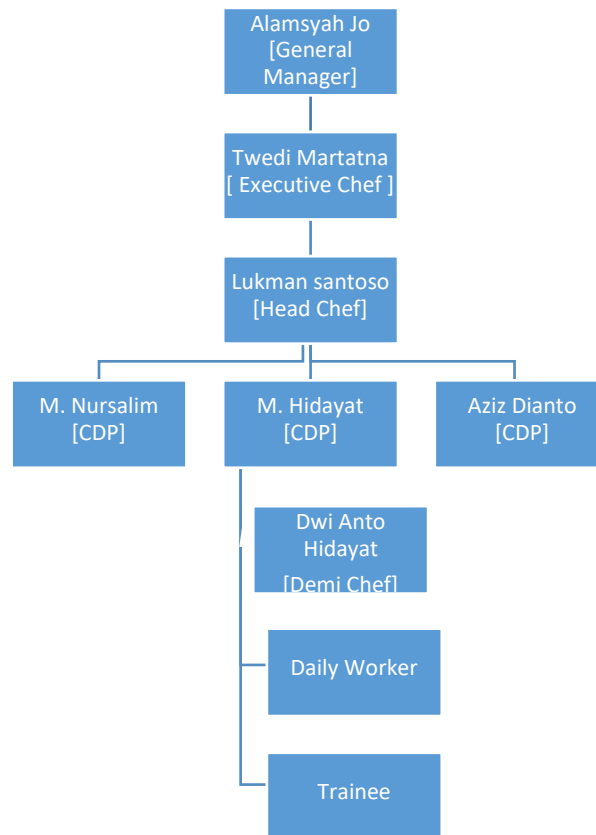 Alamsyah Jo
[General
Manager]
Twedi Martatna
[ Executive Chef ]
Lukman santoso
[Head Chef]
M. Nursalim
[CDP]
M. Hidayat
[CDP]
Aziz Dianto
[CDP]
Dwi Anto
Hidayat
[Demi Chef]
Daily Worker
Trainee